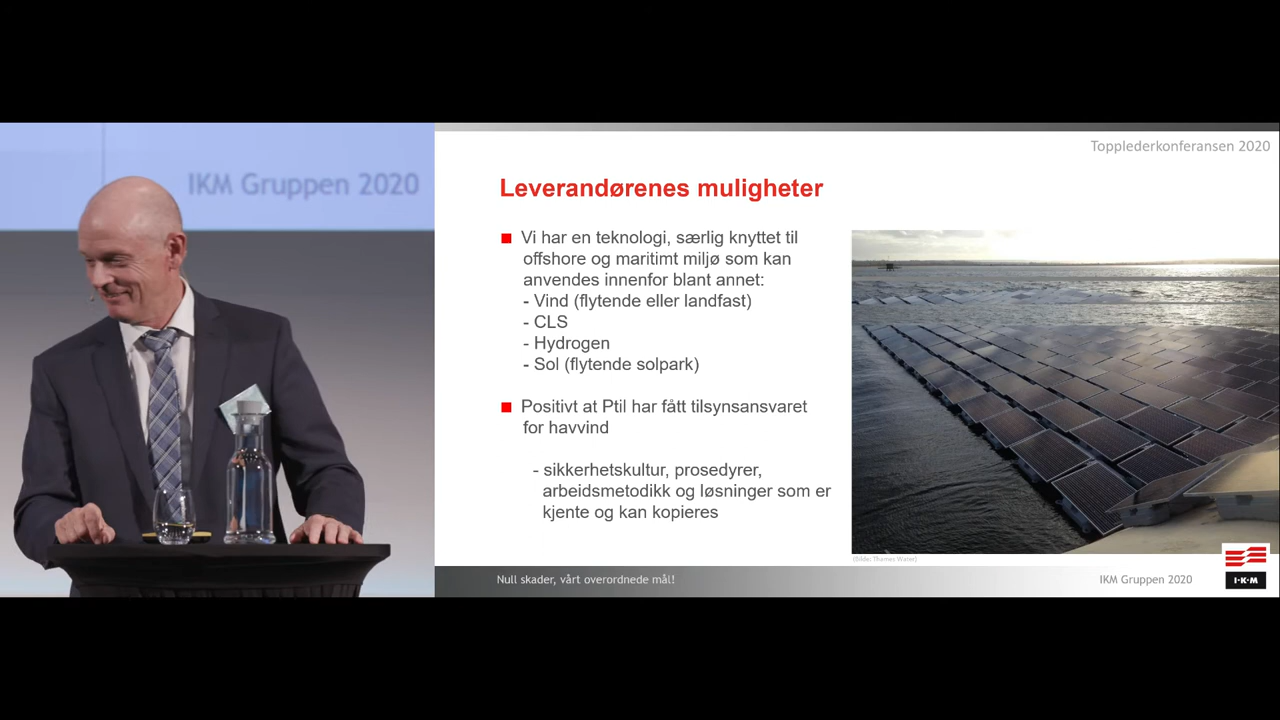 IKM Gruppen 2020
Topplederkonferansen 2020
Leverandørenes muligheter
Vi har en teknologi, særlig knyttet til
offshore og maritimt miljø som kan
anvendes innenfor blant annet:
- Vind (flytende eller landfast)
- CLS
- Hydrogen
- Sol (flytende solpark)
Positivt at Ptil har fått tilsynsansvaret
for havvind
- sikkerhetskultur, prosedyrer,
arbeidsmetodikk og løsninger som er
kjente og kan kopieres
(Bilde: Thames Water)
Null skader, vårt overordnede mål!
IKM Gruppen 2020
I·K·M